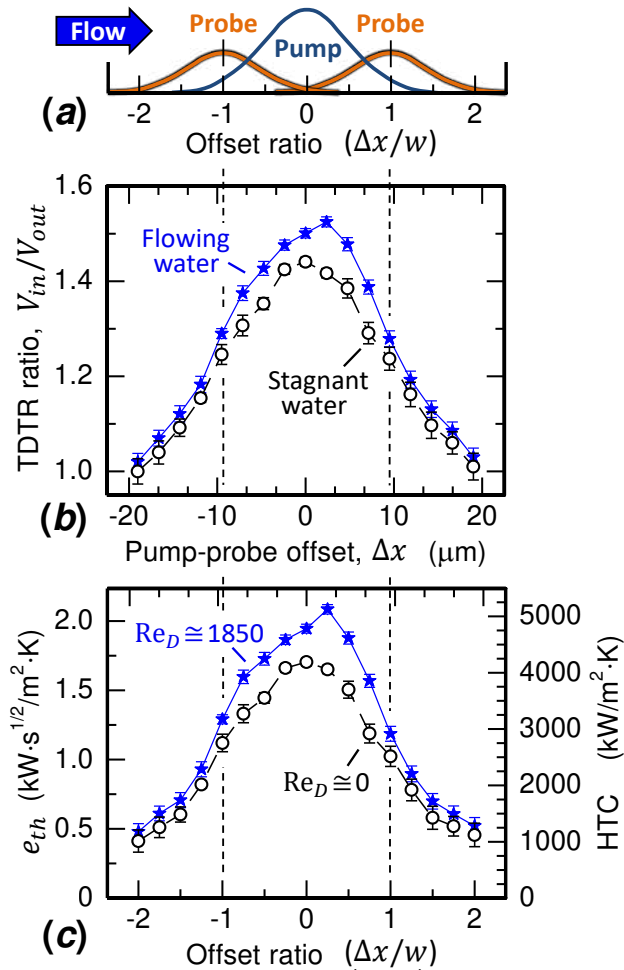 Flow
Probe
Probe
Pump
-2 -1 0 1 2
(a)
Offset ratio (Δx/w)
1.6
1.4
1.2
1.0
TDTR ratio, V_in/V_out
Flowing
water
Stagnant
water
-20 -10 0 10 20
(b)
Pump-probe offset, Δx (μm)
2.0
1.5
1.0
0.5
0
e_th (kW·s^1/2/m²·K)
Re_D≅1850
Re_D≅0
5000
4000
3000
2000
1000
0
HTC (kW/m²·K)
-2 -1 0 1 2
(c)
Offset ratio (Δx/w)